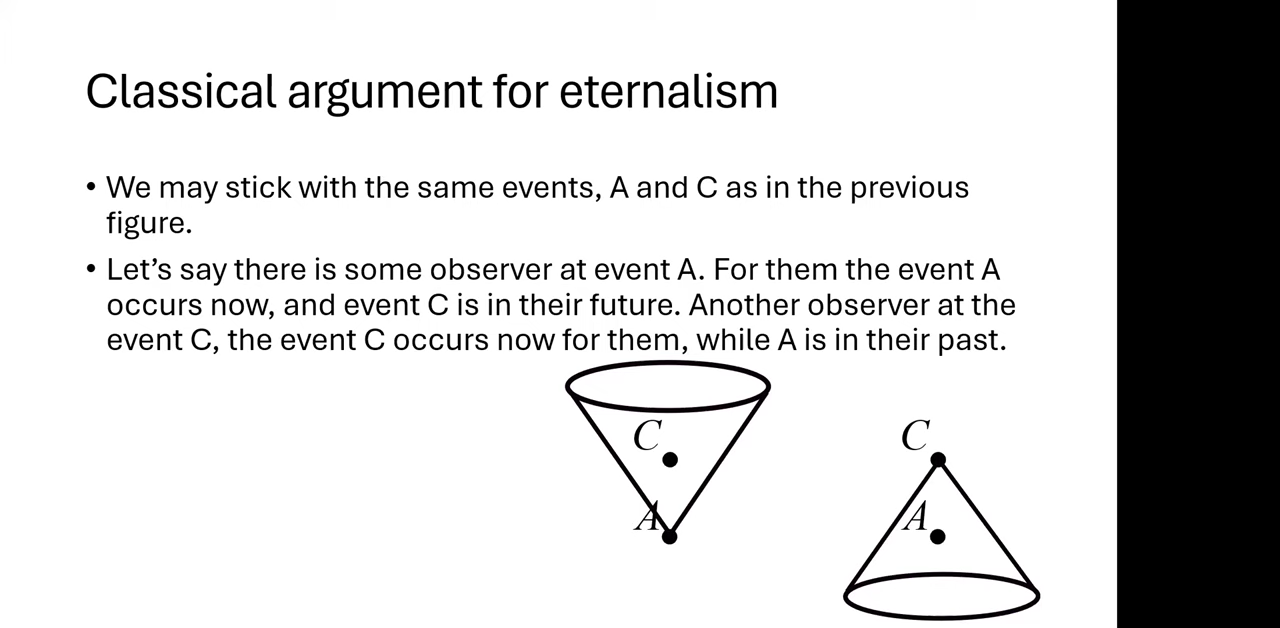 Classical argument for eternalism
• We may stick with the same events, A and C as in the previous
figure.
• Let’s say there is some observer at event A. For them the event A
occurs now, and event C is in their future. Another observer at the
event C, the event C occurs now for them, while A is in their past.
C
A
C
A